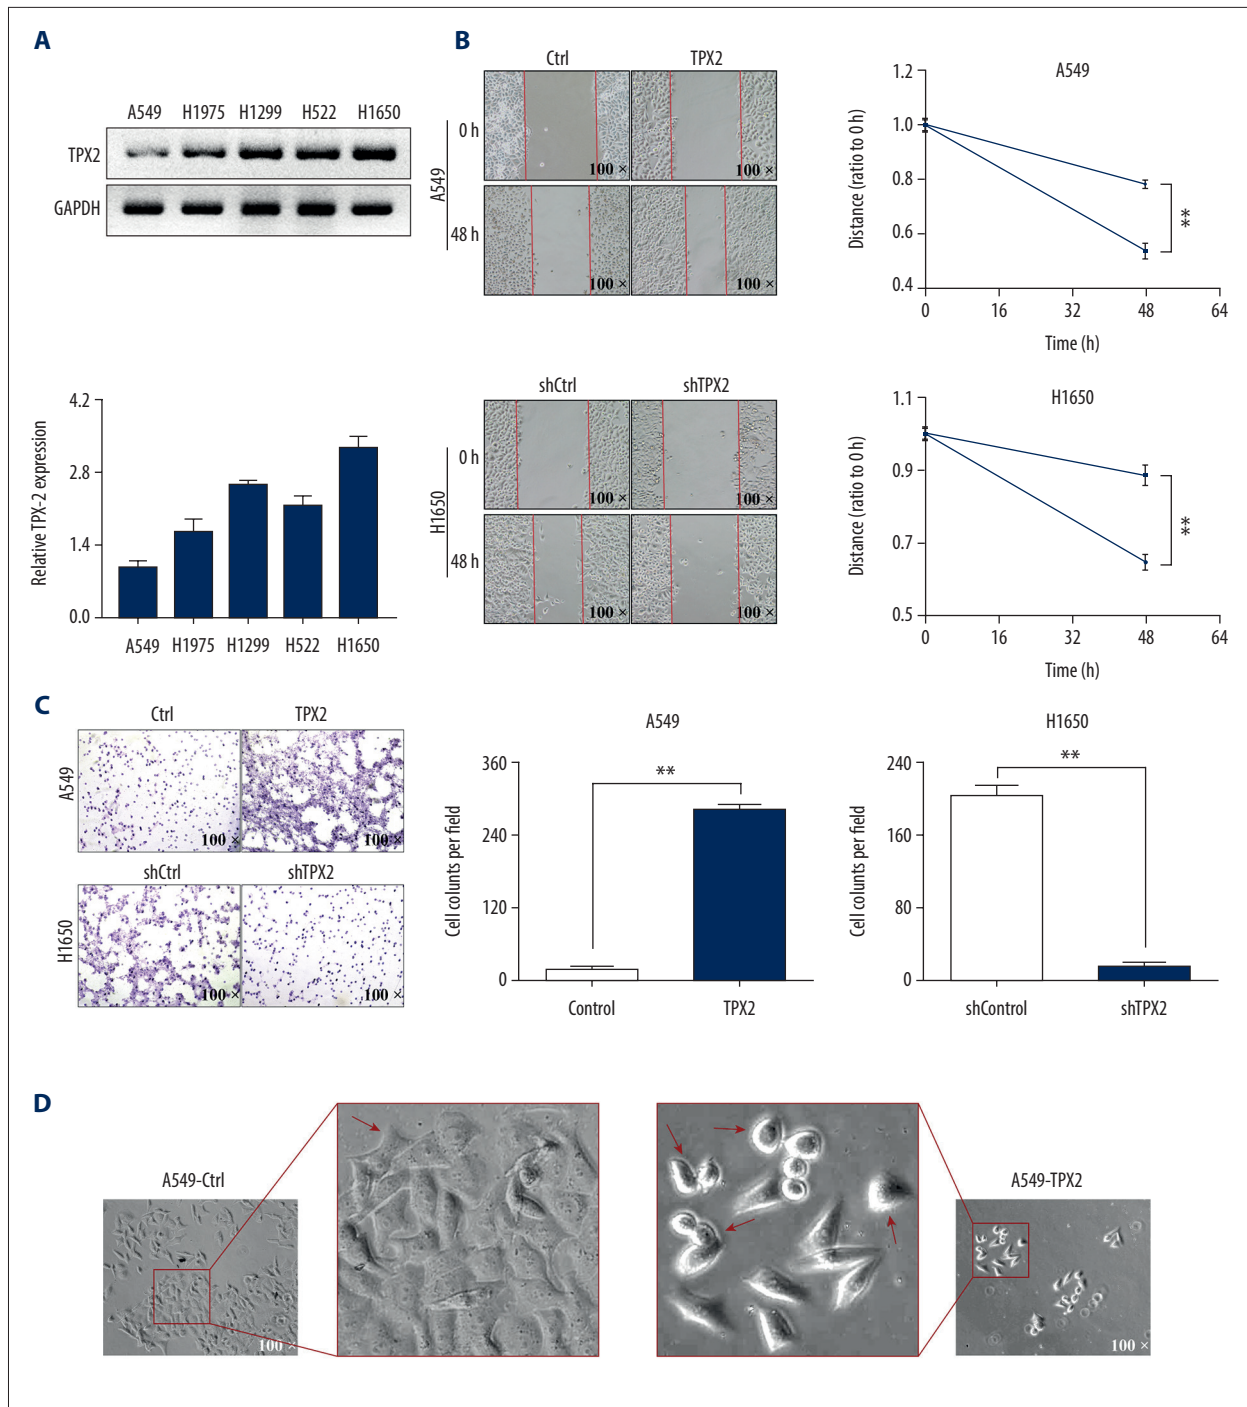 A
A549 H1975 H1299 H522 H1650
TPX2
GAPDH
4.2
2.8
1.4
0.0
Relative TPX-2 expression
A549 H1975 H1299 H522 H1650
B
Ctrl TPX2
A549
0 h
100 × 100 ×
48 h
100 × 100 ×
shCtrl shTPX2
H1650
0 h
100 × 100 ×
48 h
100 × 100 ×
A549
1.2
1.0
0.8
0.6
0.4
Distance (ratio to 0 h)
**
0 16 32 48 64
Time (h)
H1650
1.1
0.9
0.7
0.5
Distance (ratio to 0 h)
**
0 16 32 48 64
Time (h)
C
Ctrl TPX2
A549
100 × 100 ×
shCtrl shTPX2
H1650
100 × 100 ×
A549
360
240
120
0
Cell colunts per field
**
Control TPX2
H1650
240
160
80
0
Cell colunts per field
**
shControl shTPX2
D
A549-Ctrl
100 ×
A549-TPX2
100 ×